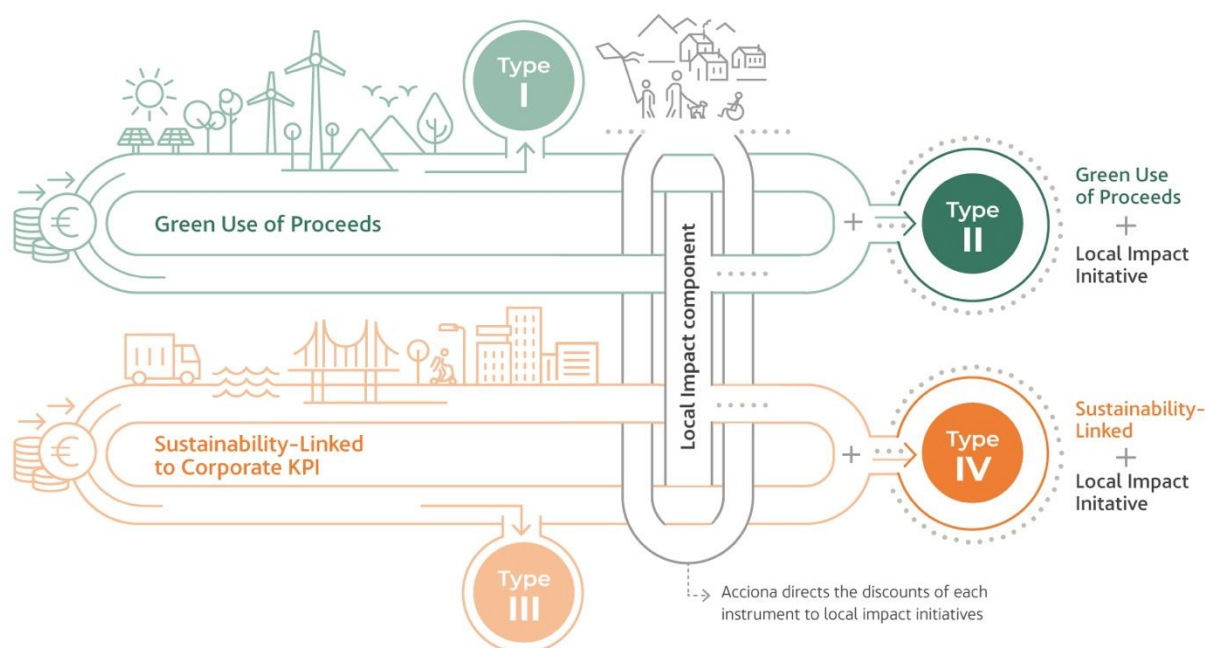 Type
I
Green Use of Proceeds
€
+
Type
II
Green Use
of Proceeds
+
Local Impact
Initative
Local Impact component
Sustainability-Linked
to Corporate KPI
€
+
Type
IV
Sustainability-
Linked
+
Local Impact
Initative
Type
III
Acciona directs the discounts of each
instrument to local impact initiatives